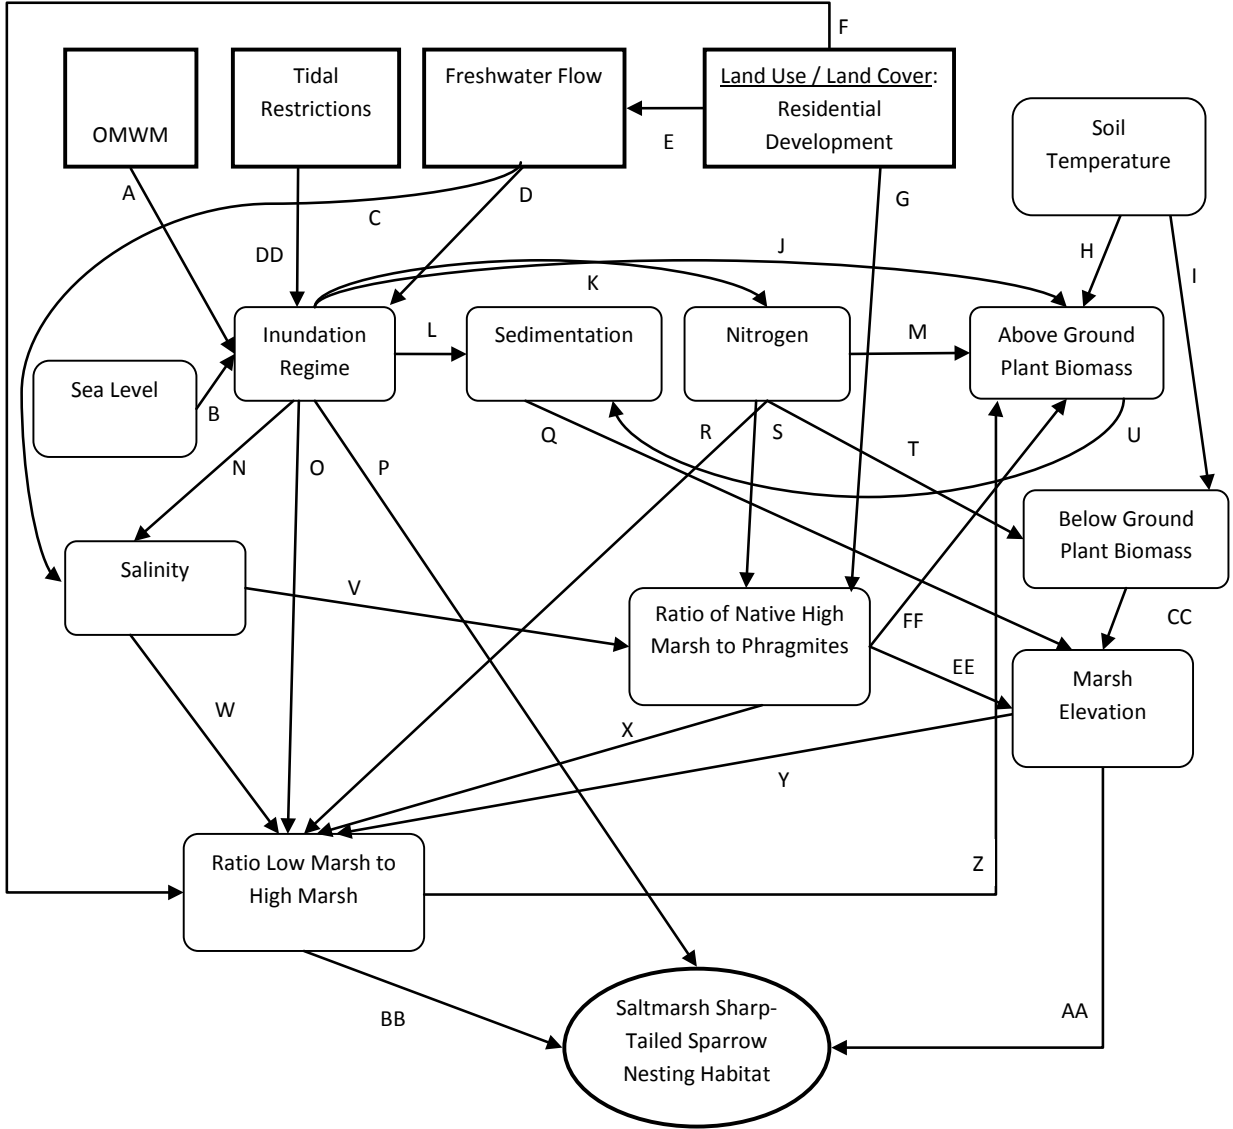 F
OMWM
Tidal
Restrictions
Freshwater Flow
Land Use / Land Cover:
Residential
Development
Soil
Temperature
E
A
C
D
G
DD
J
H
I
K
Inundation
Regime
L
Sedimentation
Nitrogen
M
Above Ground
Plant Biomass
Sea Level
B
N
O
P
Q
R
S
T
U
Below Ground
Plant Biomass
Salinity
V
Ratio of Native High
Marsh to Phragmites
FF
CC
EE
Marsh
Elevation
W
X
Y
Ratio Low Marsh to
High Marsh
Z
BB
Saltmarsh Sharp-
Tailed Sparrow
Nesting Habitat
AA